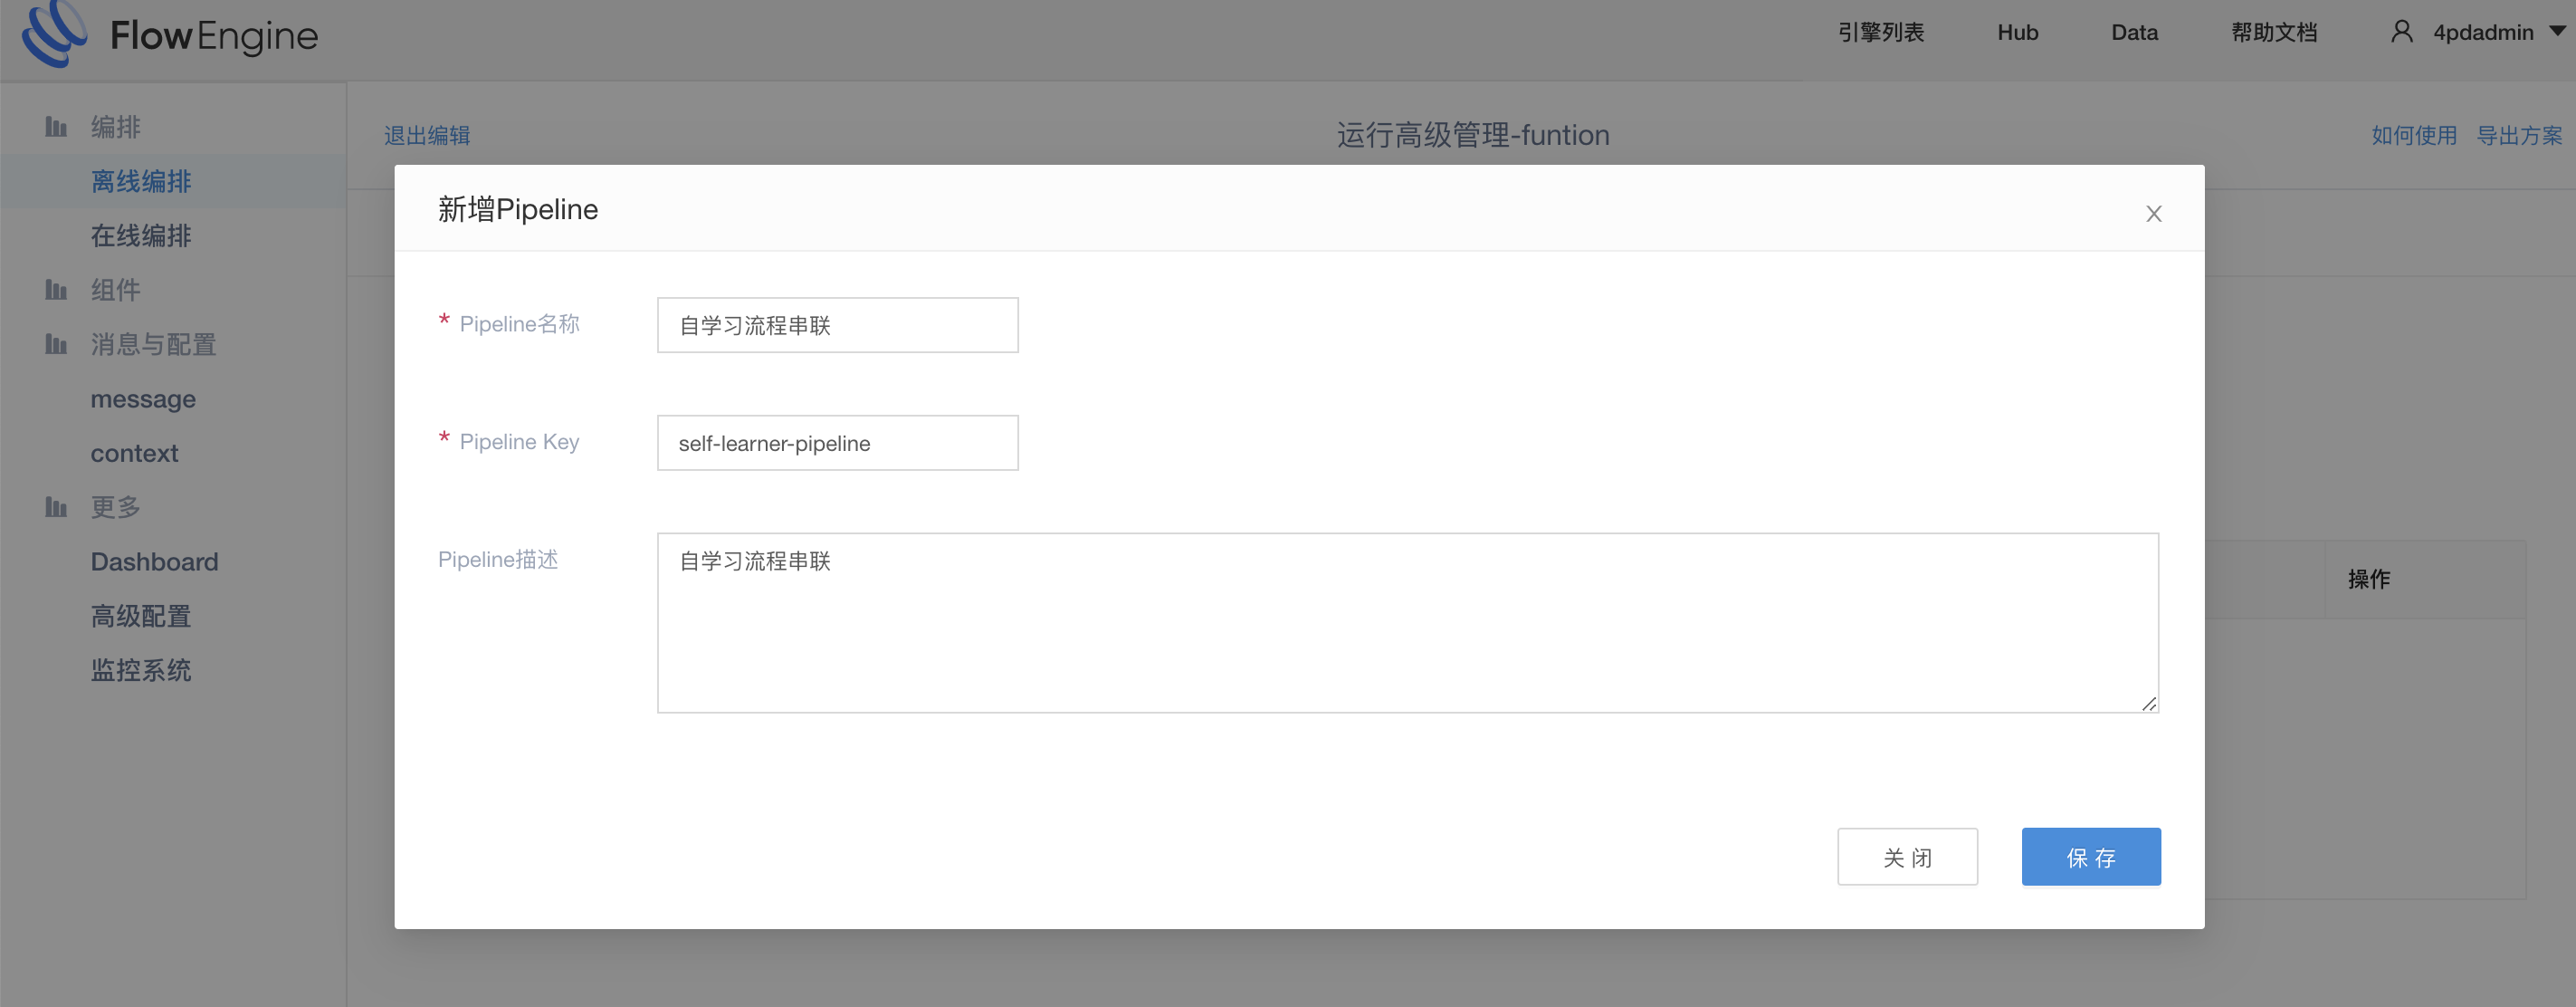 FlowEngine
引擎列表
Hub
Data
帮助文档
4pdadmin
编排
离线编排
在线编排
组件
消息与配置
message
context
更多
Dashboard
高级配置
监控系统
退出编辑
运行高级管理-funtion
如何使用
导出方案
新增Pipeline
* Pipeline名称
自学习流程串联
* Pipeline Key
self-learner-pipeline
Pipeline描述
自学习流程串联
操作
关 闭
保 存